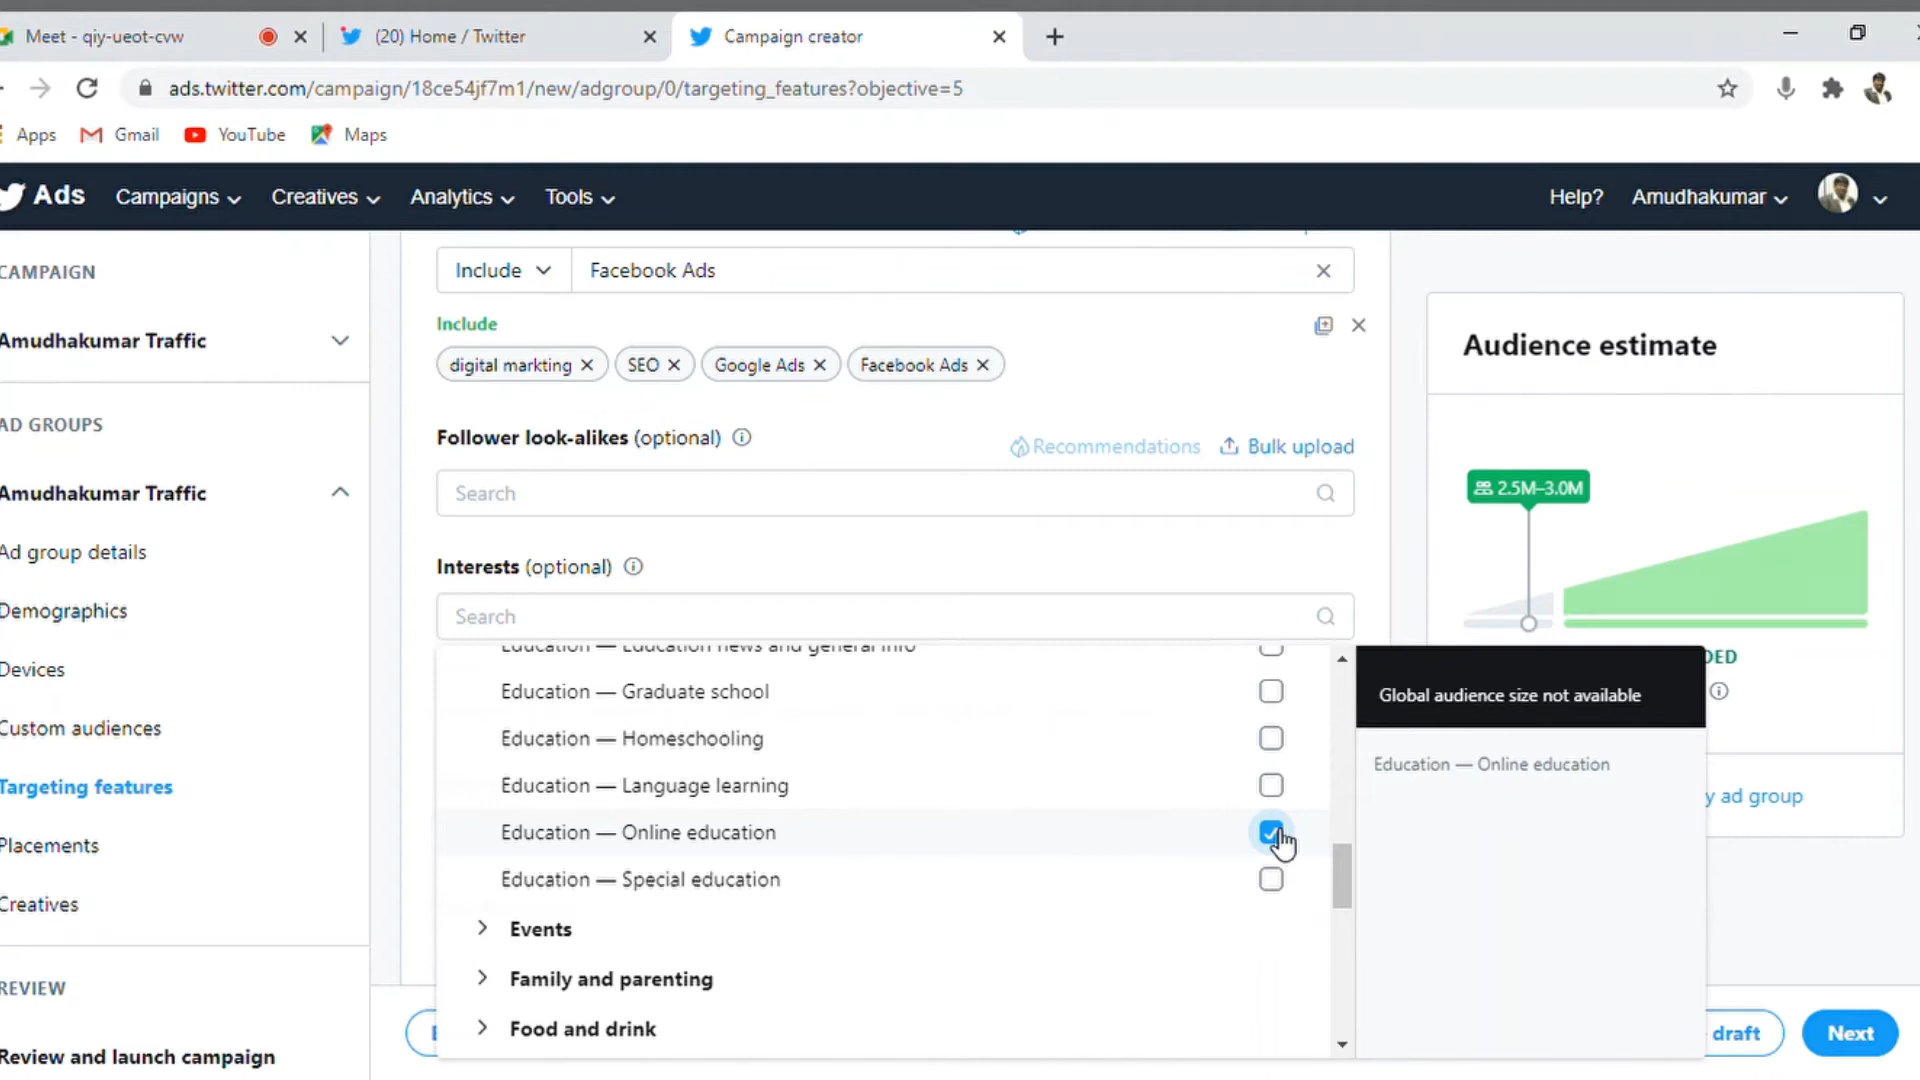 Meet - qiy-ueot-cvw
(20) Home / Twitter
Campaign creator
ads.twitter.com/campaign/18ce54jf7m1/new/adgroup/0/targeting_features?objective=5
Apps
Gmail
YouTube
Maps
Ads
Campaigns
Creatives
Analytics
Tools
Help?
Amudhakumar
CAMPAIGN
Amudhakumar Traffic
AD GROUPS
Amudhakumar Traffic
Ad group details
Demographics
Devices
Custom audiences
Targeting features
Placements
Creatives
REVIEW
Review and launch campaign
Include
Facebook Ads
Include
digital markting
SEO
Google Ads
Facebook Ads
Follower look-alikes (optional)
Recommendations
Bulk upload
Search
Interests (optional)
Search
Education — Education news and general info
Education — Graduate school
Education — Homeschooling
Education — Language learning
Education — Online education
Education — Special education
Events
Family and parenting
Food and drink
Audience estimate
2.5M–3.0M
Global audience size not available
Education — Online education
ad group
draft
Next